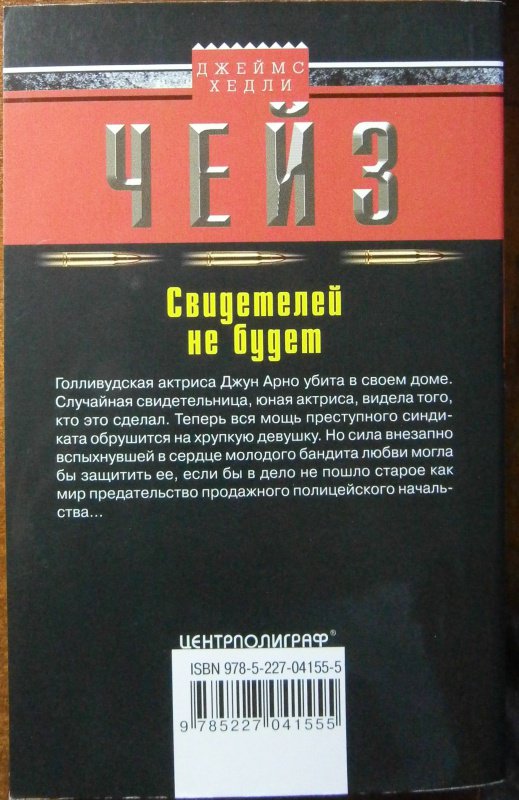 ДЖЕЙМС
ХЕДЛИ
ЧЕЙЗ
Свидетелей
не будет
Голливудская актриса Джун Арно убита в своем доме.
Случайная свидетельница, юная актриса, видела того,
кто это сделал. Теперь вся мощь преступного синди-
ката обрушится на хрупкую девушку. Но сила внезапно
вспыхнувшей в сердце молодого бандита любви могла
бы защитить ее, если бы в дело не пошло старое как
мир предательство продажного полицейского началь-
ства...
ЦЕНТРПОЛИГРАФ®
ISBN 978-5-227-04155-5
9 785227 041555